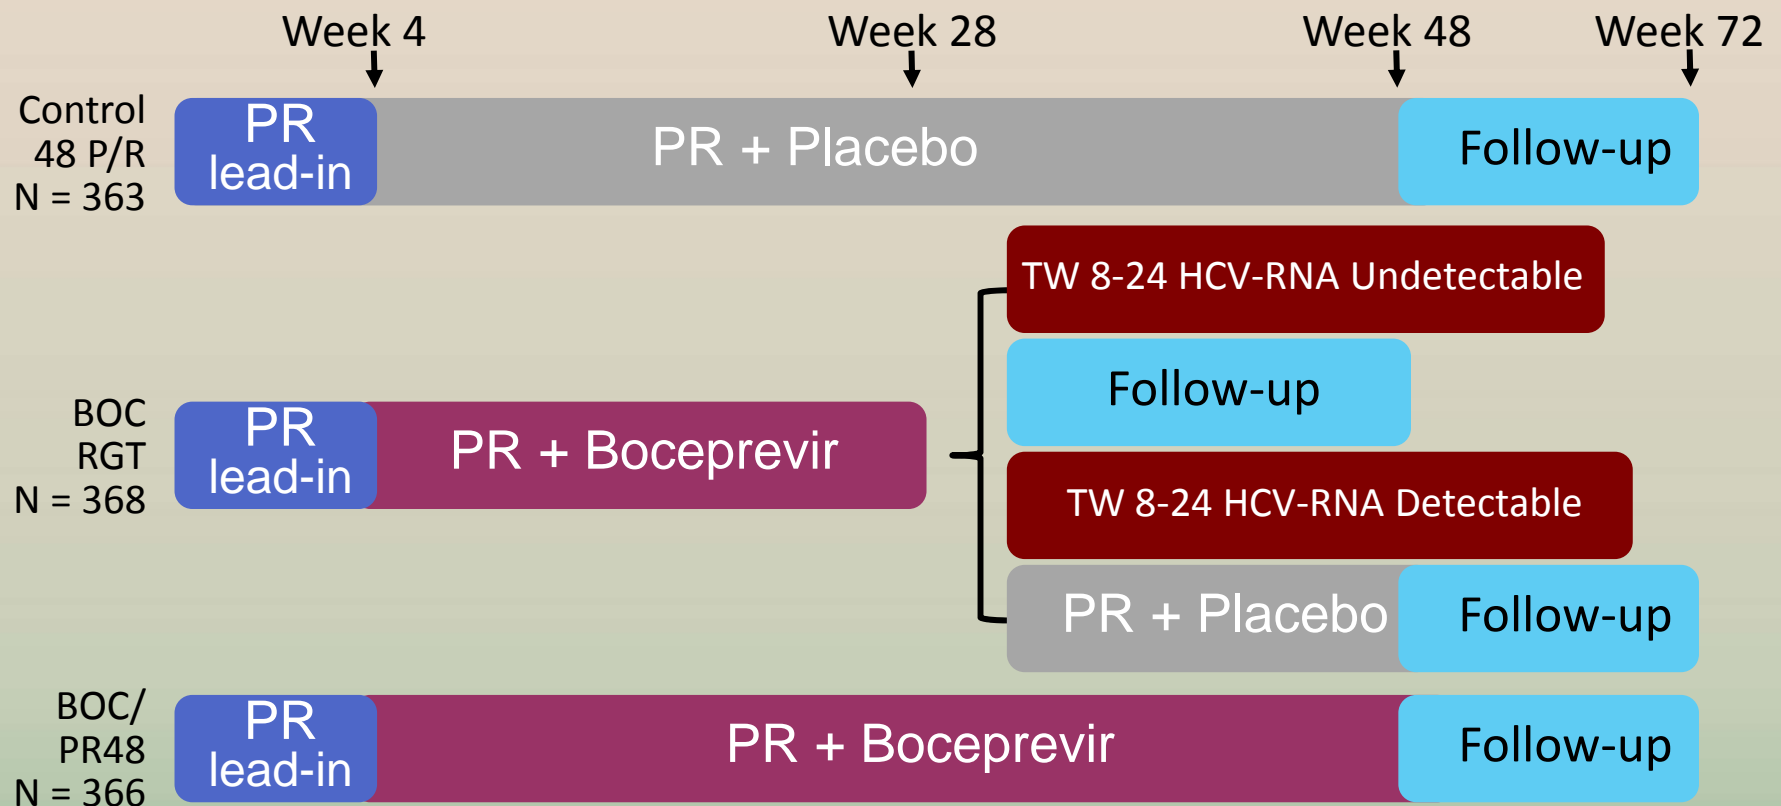 Week 4
Week 28
Week 48
Week 72
Control
48 P/R
N = 363
PR
lead-in
PR + Placebo
Follow-up
TW 8-24 HCV-RNA Undetectable
Follow-up
BOC
RGT
N = 368
PR
lead-in
PR + Boceprevir
TW 8-24 HCV-RNA Detectable
PR + Placebo
Follow-up
BOC/
PR48
N = 366
PR
lead-in
PR + Boceprevir
Follow-up